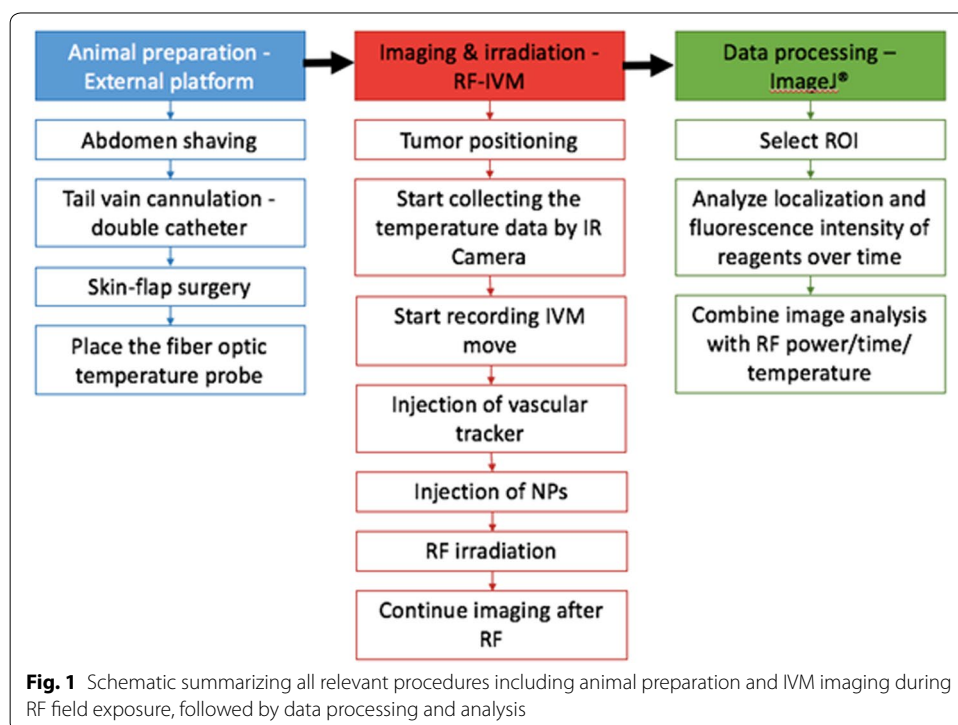 Animal preparation -
External platform
Abdomen shaving
Tail vain cannulation -
double catheter
Skin-flap surgery
Place the fiber optic
temperature probe
Imaging & irradiation -
RF-IVM
Tumor positioning
Start collecting the
temperature data by IR
Camera
Start recording IVM
move
Injection of vascular
tracker
Injection of NPs
RF irradiation
Continue imaging after
RF
Data processing –
ImageJ®
Select ROI
Analyze localization and
fluorescence intensity of
reagents over time
Combine image analysis
with RF power/time/
temperature
Fig. 1 Schematic summarizing all relevant procedures including animal preparation and IVM imaging during
RF field exposure, followed by data processing and analysis